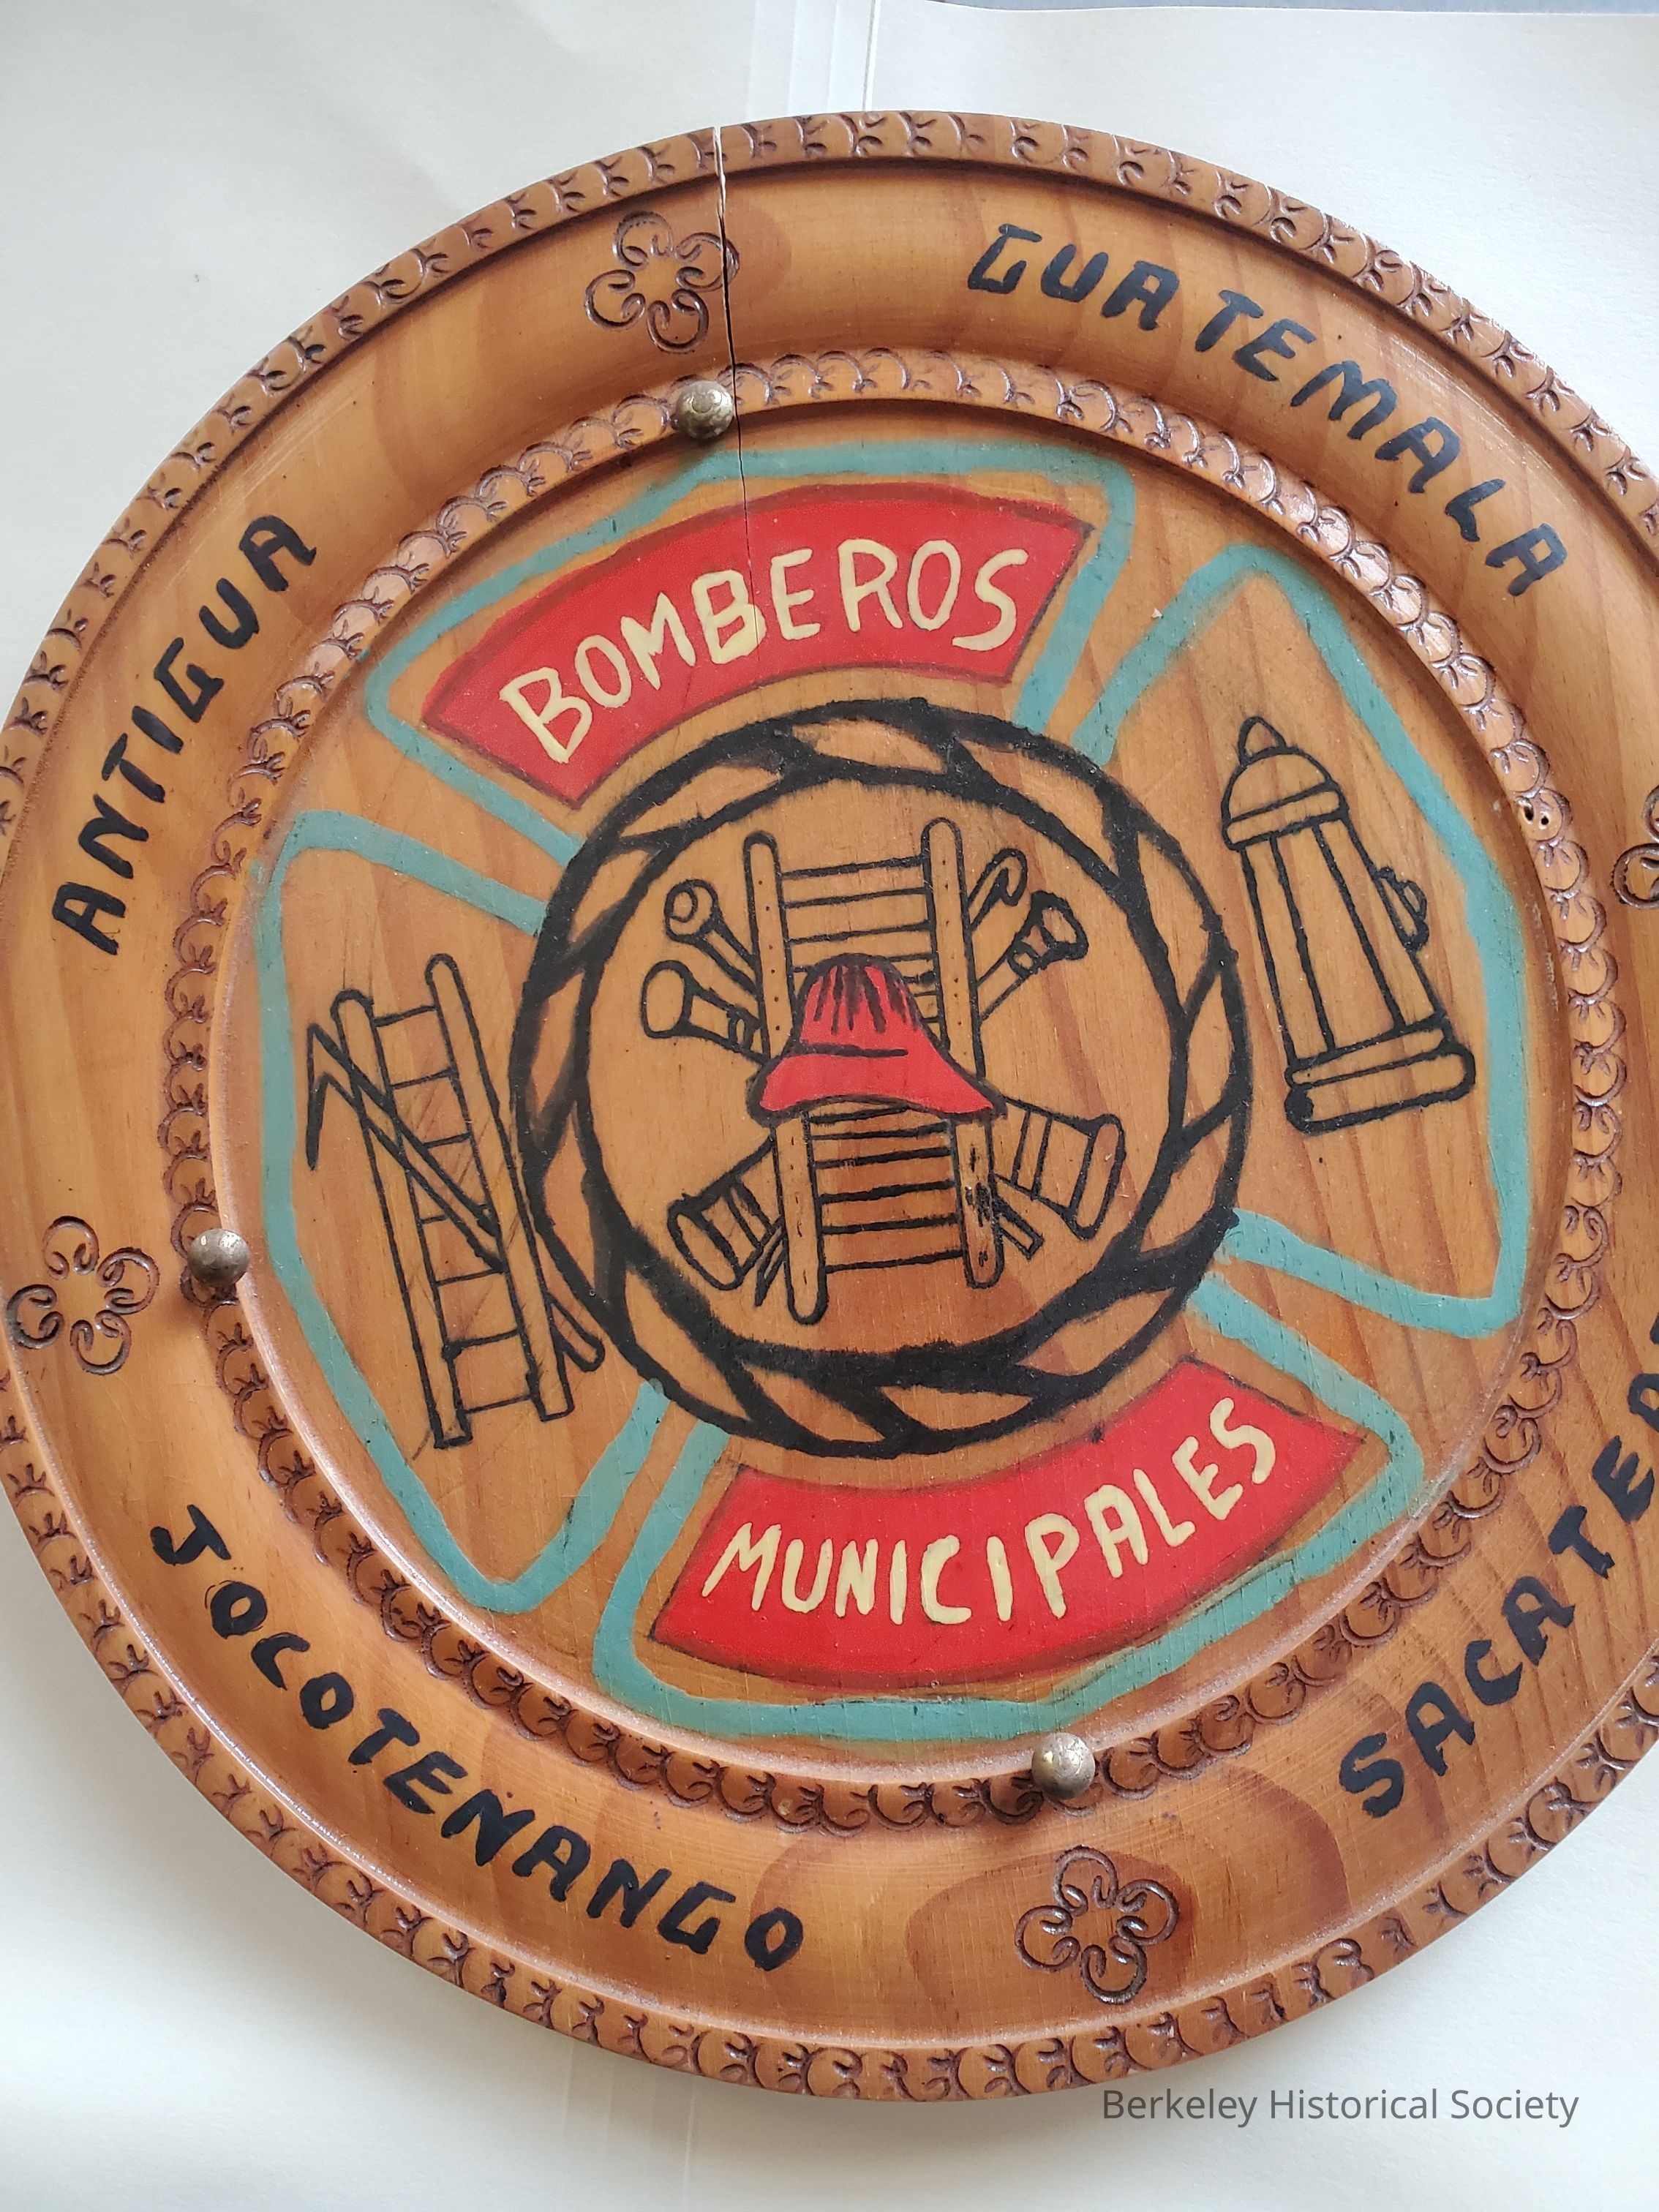 ANTIGUA
GUATEMALA
BOMBEROS
MUNICIPALES
JOCOTENANGO
Berkeley Historical Society